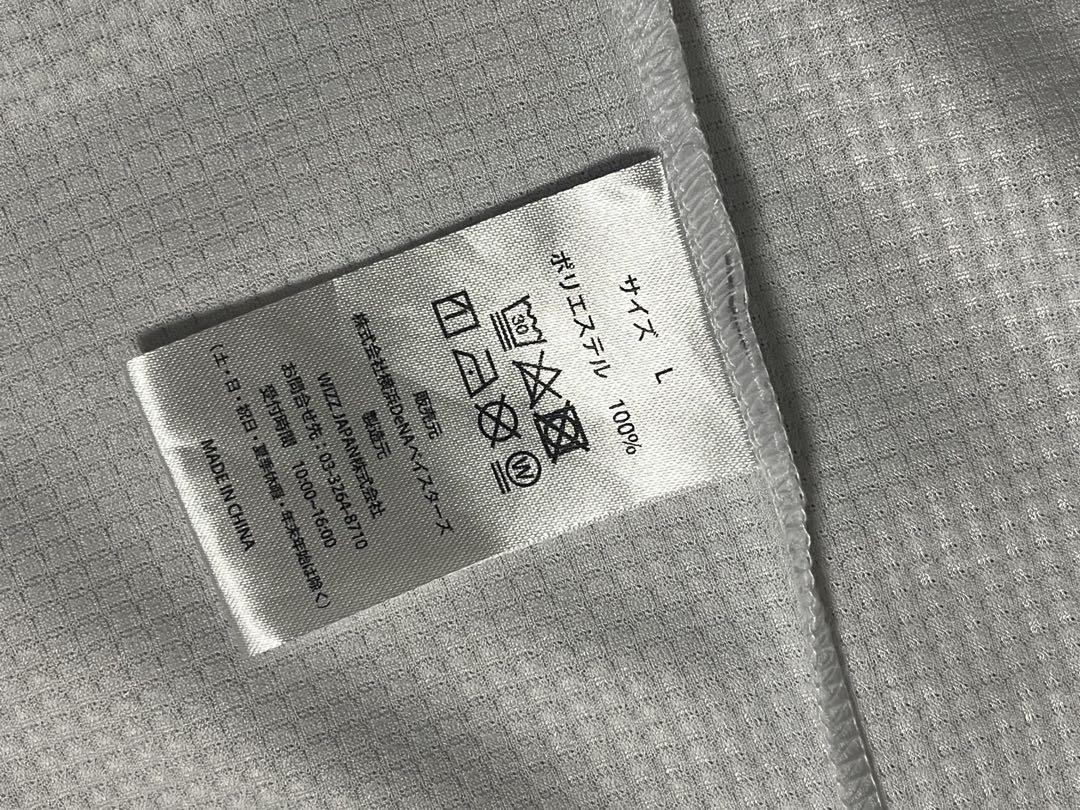 サイズ L
ポリエステル 100%
30
W
販売元
株式会社横浜DeNAベイスターズ
製造元
WIZZ JAPAN株式会社
お問合せ先：03-3264-8710
受付時間 10:00~16:00
(土・日・祝日・夏季休暇・年末年始は除く)
MADE IN CHINA